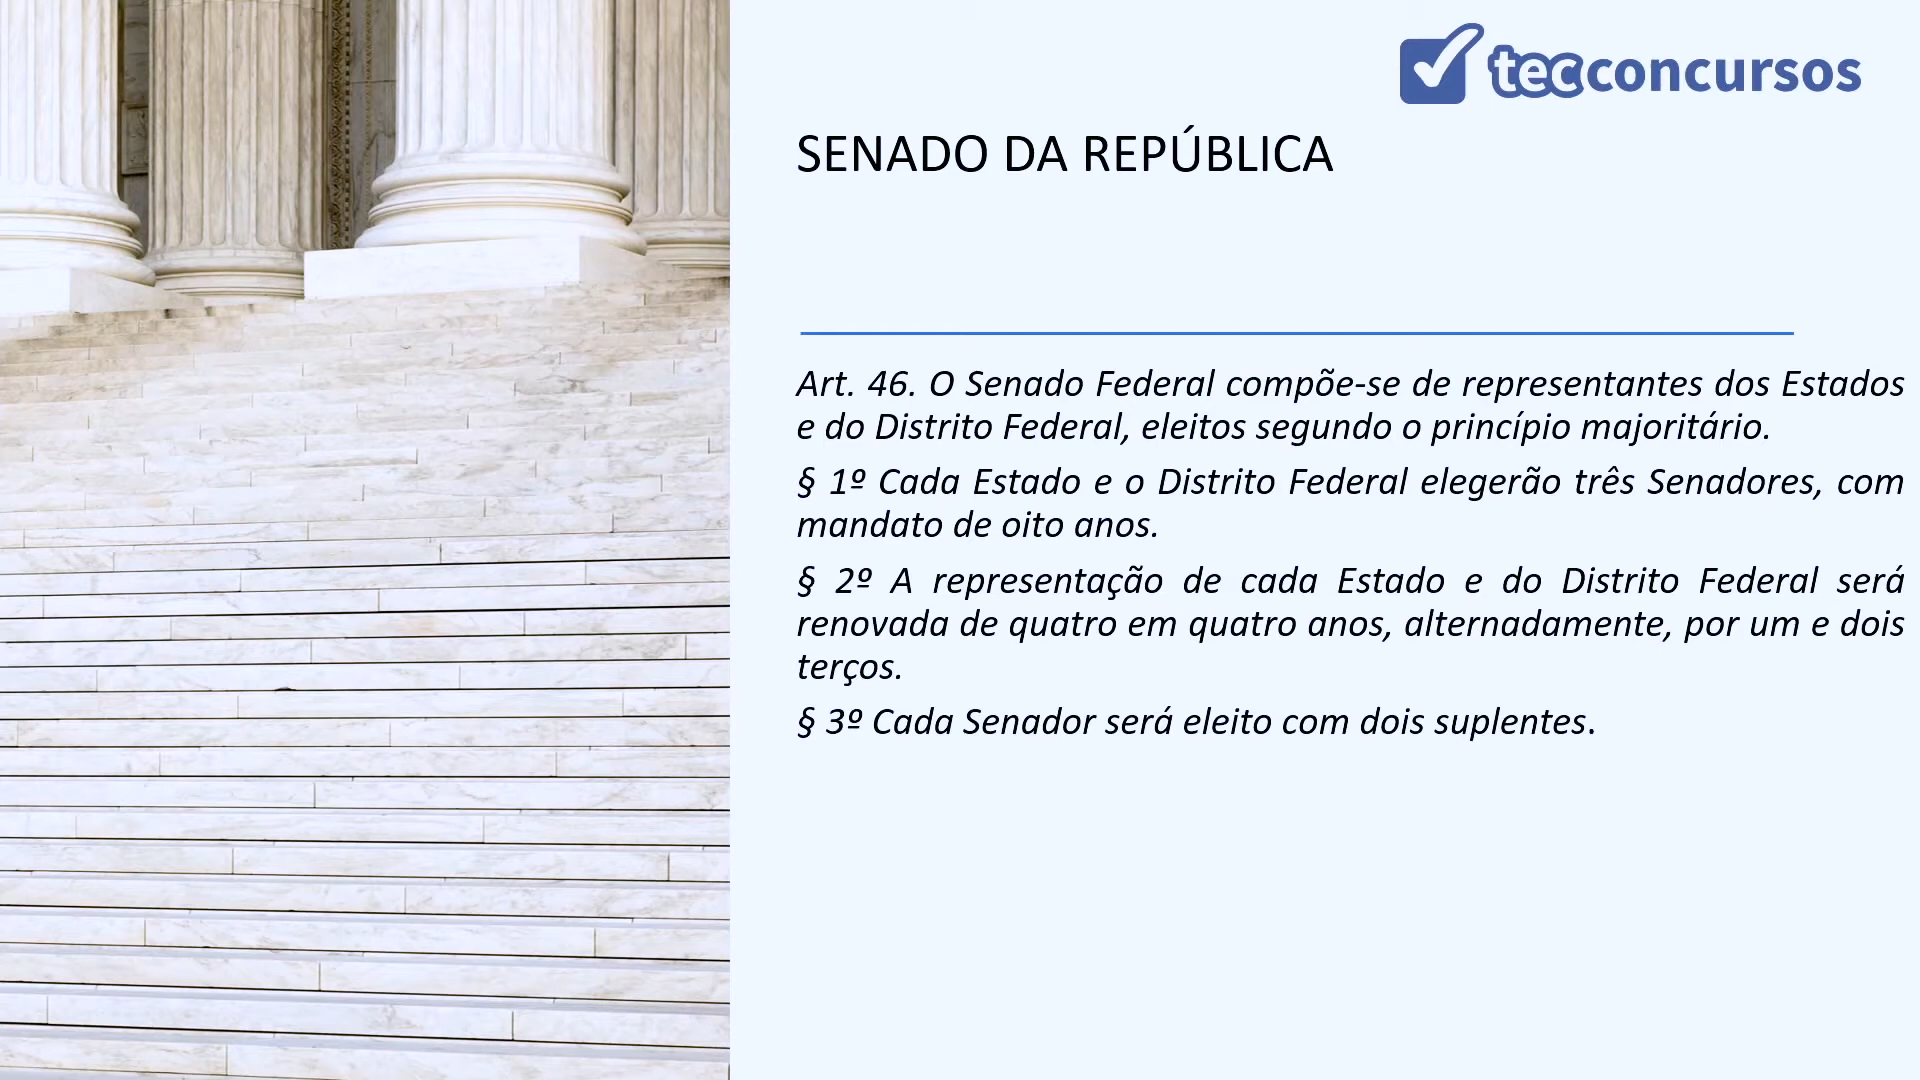 tecconcursos
SENADO DA REPÚBLICA
Art. 46. O Senado Federal compõe-se de representantes dos Estados
e do Distrito Federal, eleitos segundo o princípio majoritário.
§ 1º Cada Estado e o Distrito Federal elegerão três Senadores, com
mandato de oito anos.
§ 2º A representação de cada Estado e do Distrito Federal será
renovada de quatro em quatro anos, alternadamente, por um e dois
terços.
§ 3º Cada Senador será eleito com dois suplentes.